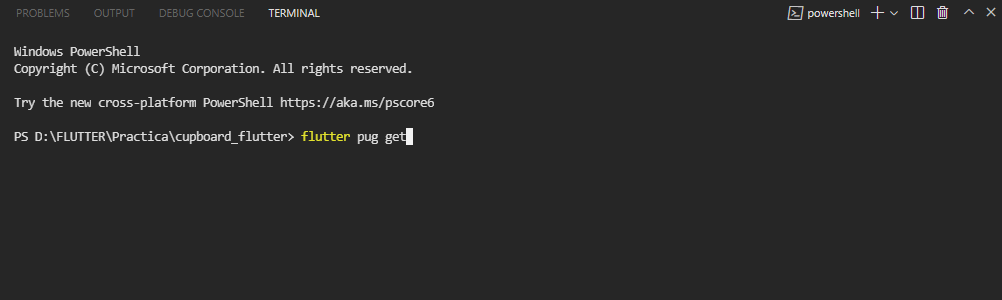 PROBLEMS OUTPUT DEBUG CONSOLE TERMINAL powershell
Windows PowerShell
Copyright (C) Microsoft Corporation. All rights reserved.
Try the new cross-platform PowerShell https://aka.ms/pscore6
PS D:\FLUTTER\Practica\cupboard_flutter> flutter pug get